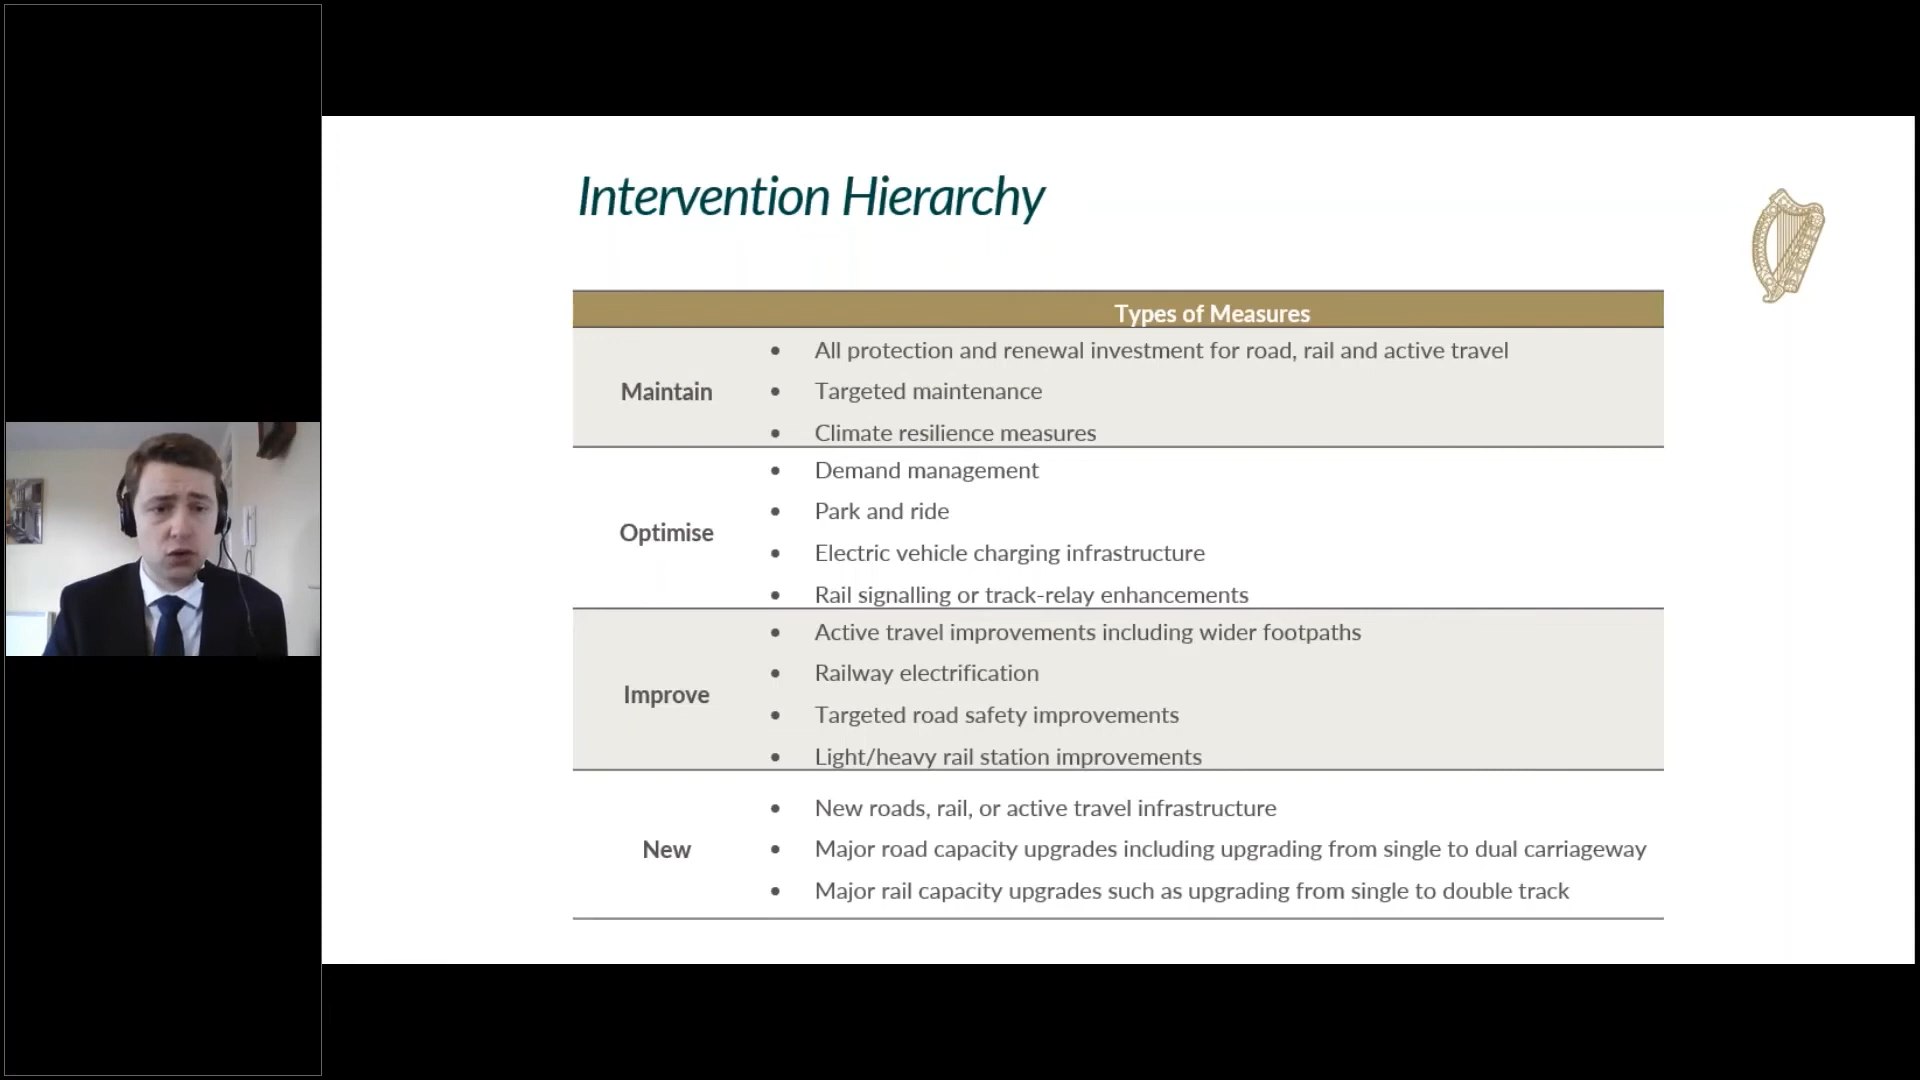 Intervention Hierarchy
Types of Measures
Maintain
• All protection and renewal investment for road, rail and active travel
• Targeted maintenance
• Climate resilience measures
Optimise
• Demand management
• Park and ride
• Electric vehicle charging infrastructure
• Rail signalling or track-relay enhancements
Improve
• Active travel improvements including wider footpaths
• Railway electrification
• Targeted road safety improvements
• Light/heavy rail station improvements
New
• New roads, rail, or active travel infrastructure
• Major road capacity upgrades including upgrading from single to dual carriageway
• Major rail capacity upgrades such as upgrading from single to double track